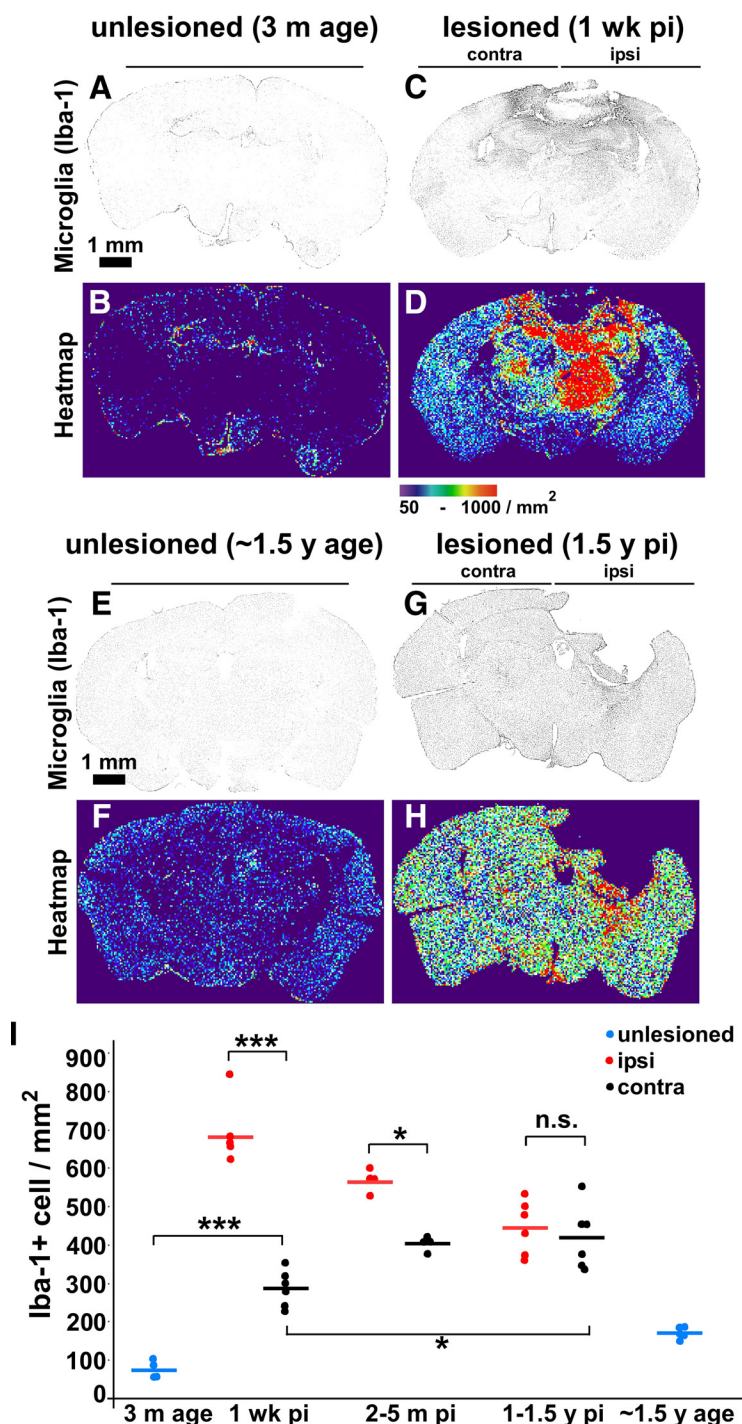 unlesioned (3 m age)
lesioned (1 wk pi)
contra
ipsi
A
C
Microglia (Iba-1)
1 mm
B
D
Heatmap
50 - 1000 / mm2
unlesioned (~1.5 y age)
lesioned (1.5 y pi)
contra
ipsi
E
G
Microglia (Iba-1)
1 mm
F
H
Heatmap
I
unlesioned
ipsi
contra
Iba-1+ cell / mm2
900
800
700
600
500
400
300
200
100
0
***
*
n.s.
***
*
3 m age
1 wk pi
2-5 m pi
1-1.5 y pi
~1.5 y age